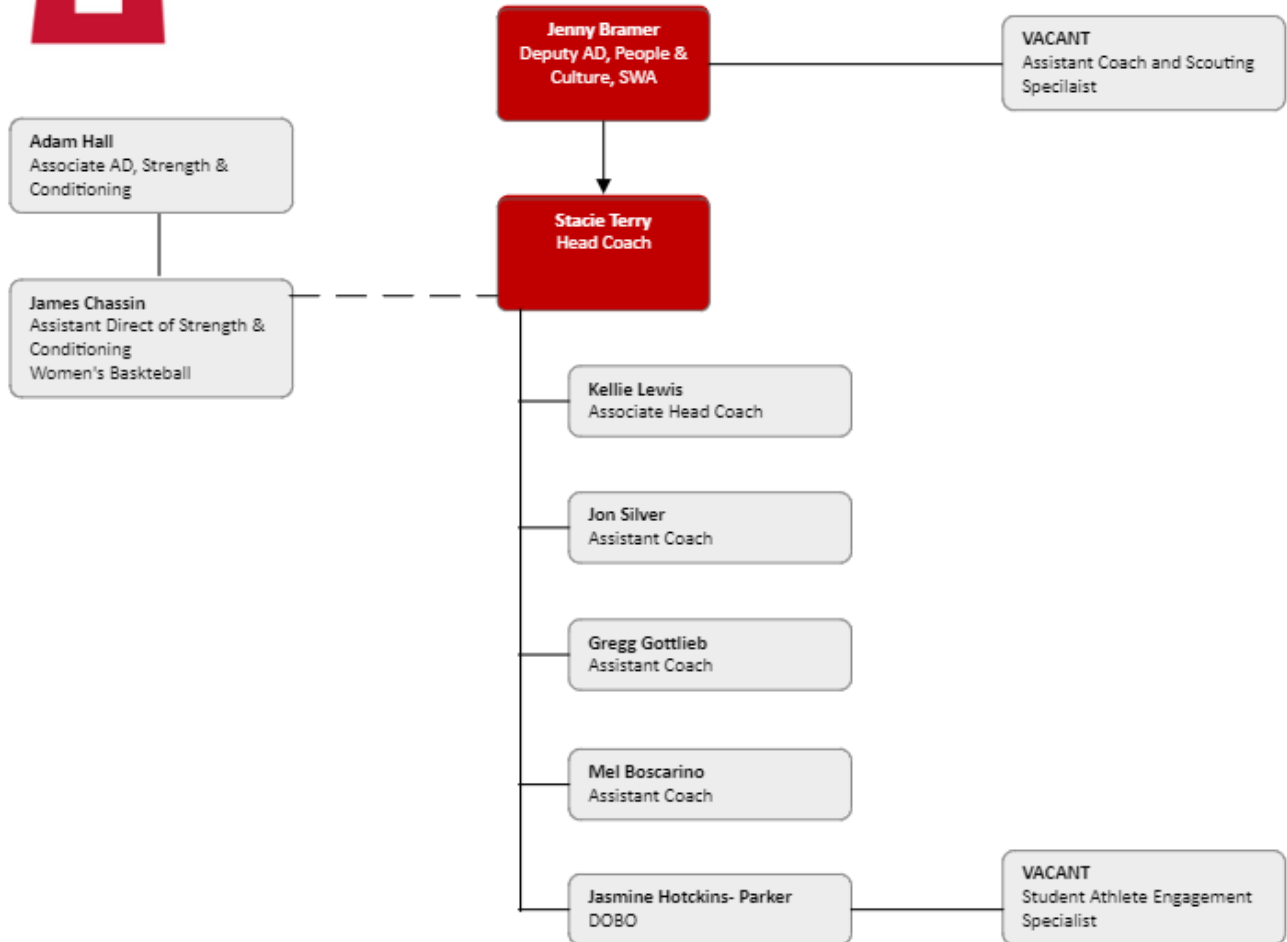 Jenny Bramer
Deputy AD, People &
Culture, SWA
VACANT
Assistant Coach and Scouting
Specilaist
Adam Hall
Associate AD, Strength &
Conditioning
Stacie Terry
Head Coach
James Chassin
Assistant Direct of Strength &
Conditioning
Women's Baskteball
Kellie Lewis
Associate Head Coach
Jon Silver
Assistant Coach
Gregg Gottlieb
Assistant Coach
Mel Boscarino
Assistant Coach
Jasmine Hotckins- Parker
DOBO
VACANT
Student Athlete Engagement
Specialist